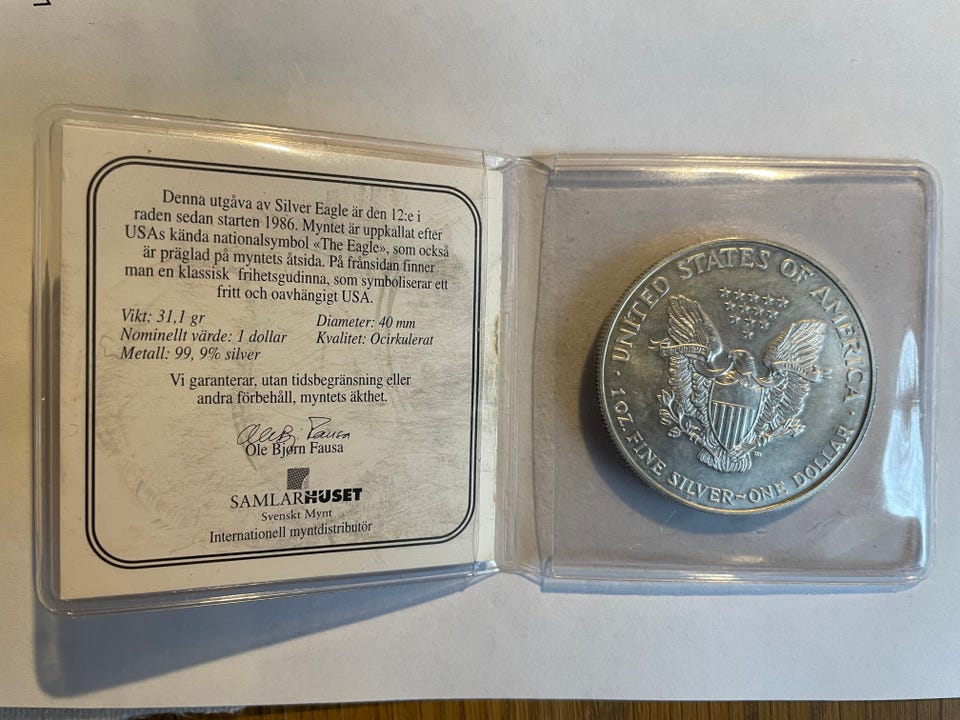 Denna utgåva av Silver Eagle är den 12:e i
raden sedan starten 1986. Myntet är uppkallat efter
USAs kända nationalsymbol «The Eagle», som också
är präglad på myntets åtsida. På frånsidan finner
man en klassisk frihetsgudinna, som symboliserar ett
fritt och oavhängigt USA.
Vikt: 31,1 gr
Nominellt värde: 1 dollar
Metall: 99, 9% silver
Diameter: 40 mm
Kvalitet: Ocirkulerat
Vi garanterar, utan tidsbegränsning eller
andra förbehåll, myntets äkthet.
Ole Bjørn Fausa
SAMLARHUSET
Svenskt Mynt
Internationell myntdistributör
UNITED STATES OF AMERICA
1 OZ. FINE SILVER~ONE DOLLAR